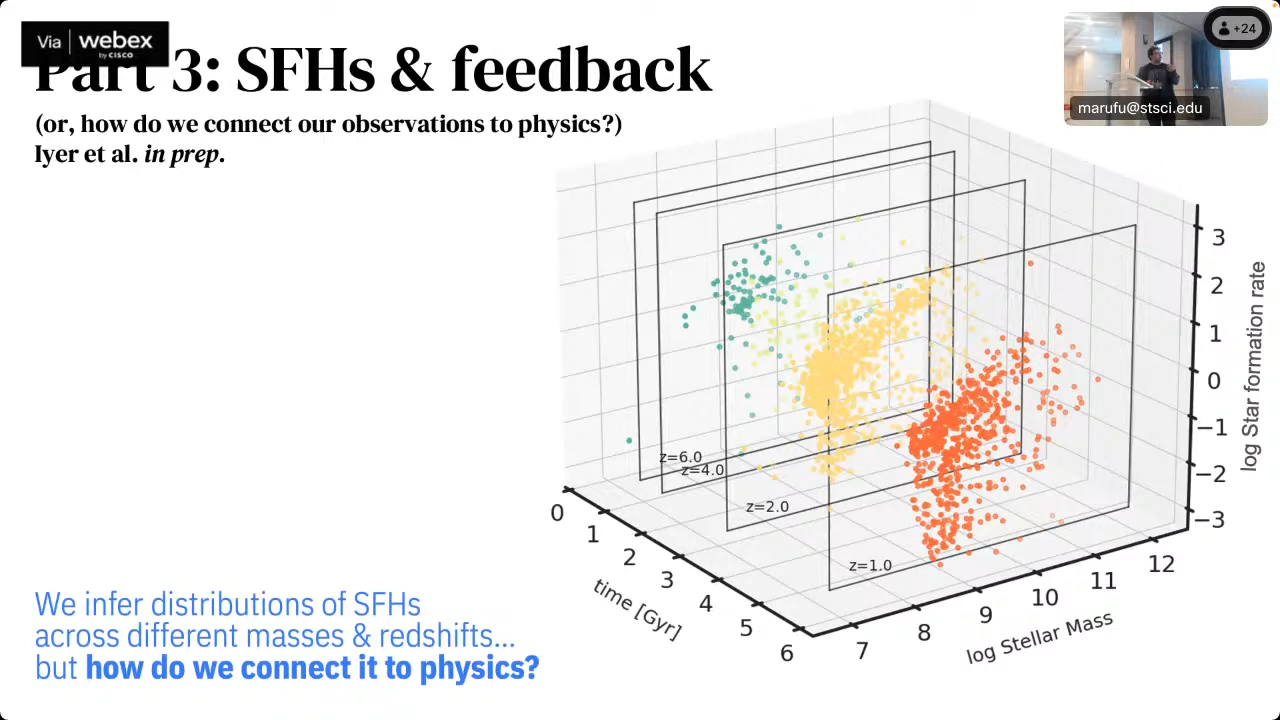 Via webex
by CISCO
Part 3: SFHs & feedback
(or, how do we connect our observations to physics?)
Iyer et al. in prep.
+24
marufu@stsci.edu
z=6.0
z=4.0
z=2.0
z=1.0
0
1
2
3
4
5
6
time [Gyr]
7
8
9
10
11
12
log Stellar Mass
3
2
1
0
−1
−2
−3
log Star formation rate
We infer distributions of SFHs
across different masses & redshifts...
but how do we connect it to physics?